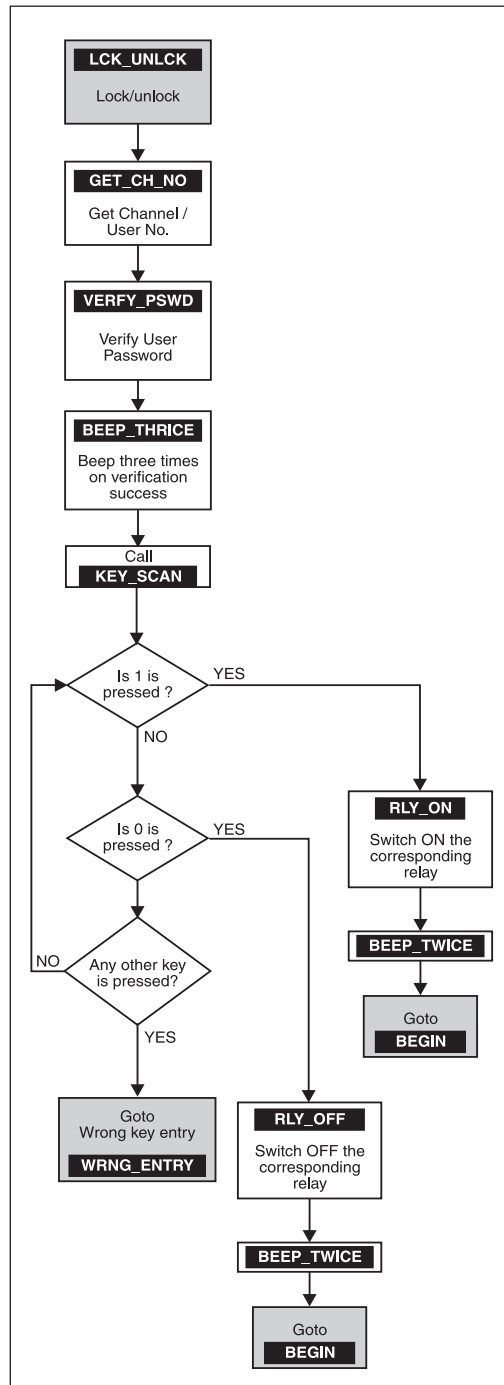 LCK_UNLCK
Lock/unlock
GET_CH_NO
Get Channel /
User No.
VERFY_PSWD
Verify User
Password
BEEP_THRICE
Beep three times
on verification
success
Call
KEY_SCAN
Is 1 is
pressed ?
YES
NO
RLY_ON
Switch ON the
corresponding
relay
BEEP_TWICE
Goto
BEGIN
Is 0 is
pressed ?
YES
Any other key
is pressed?
NO
YES
Goto
Wrong key entry
WRNG_ENTRY
RLY_OFF
Switch OFF the
corresponding
relay
BEEP_TWICE
Goto
BEGIN